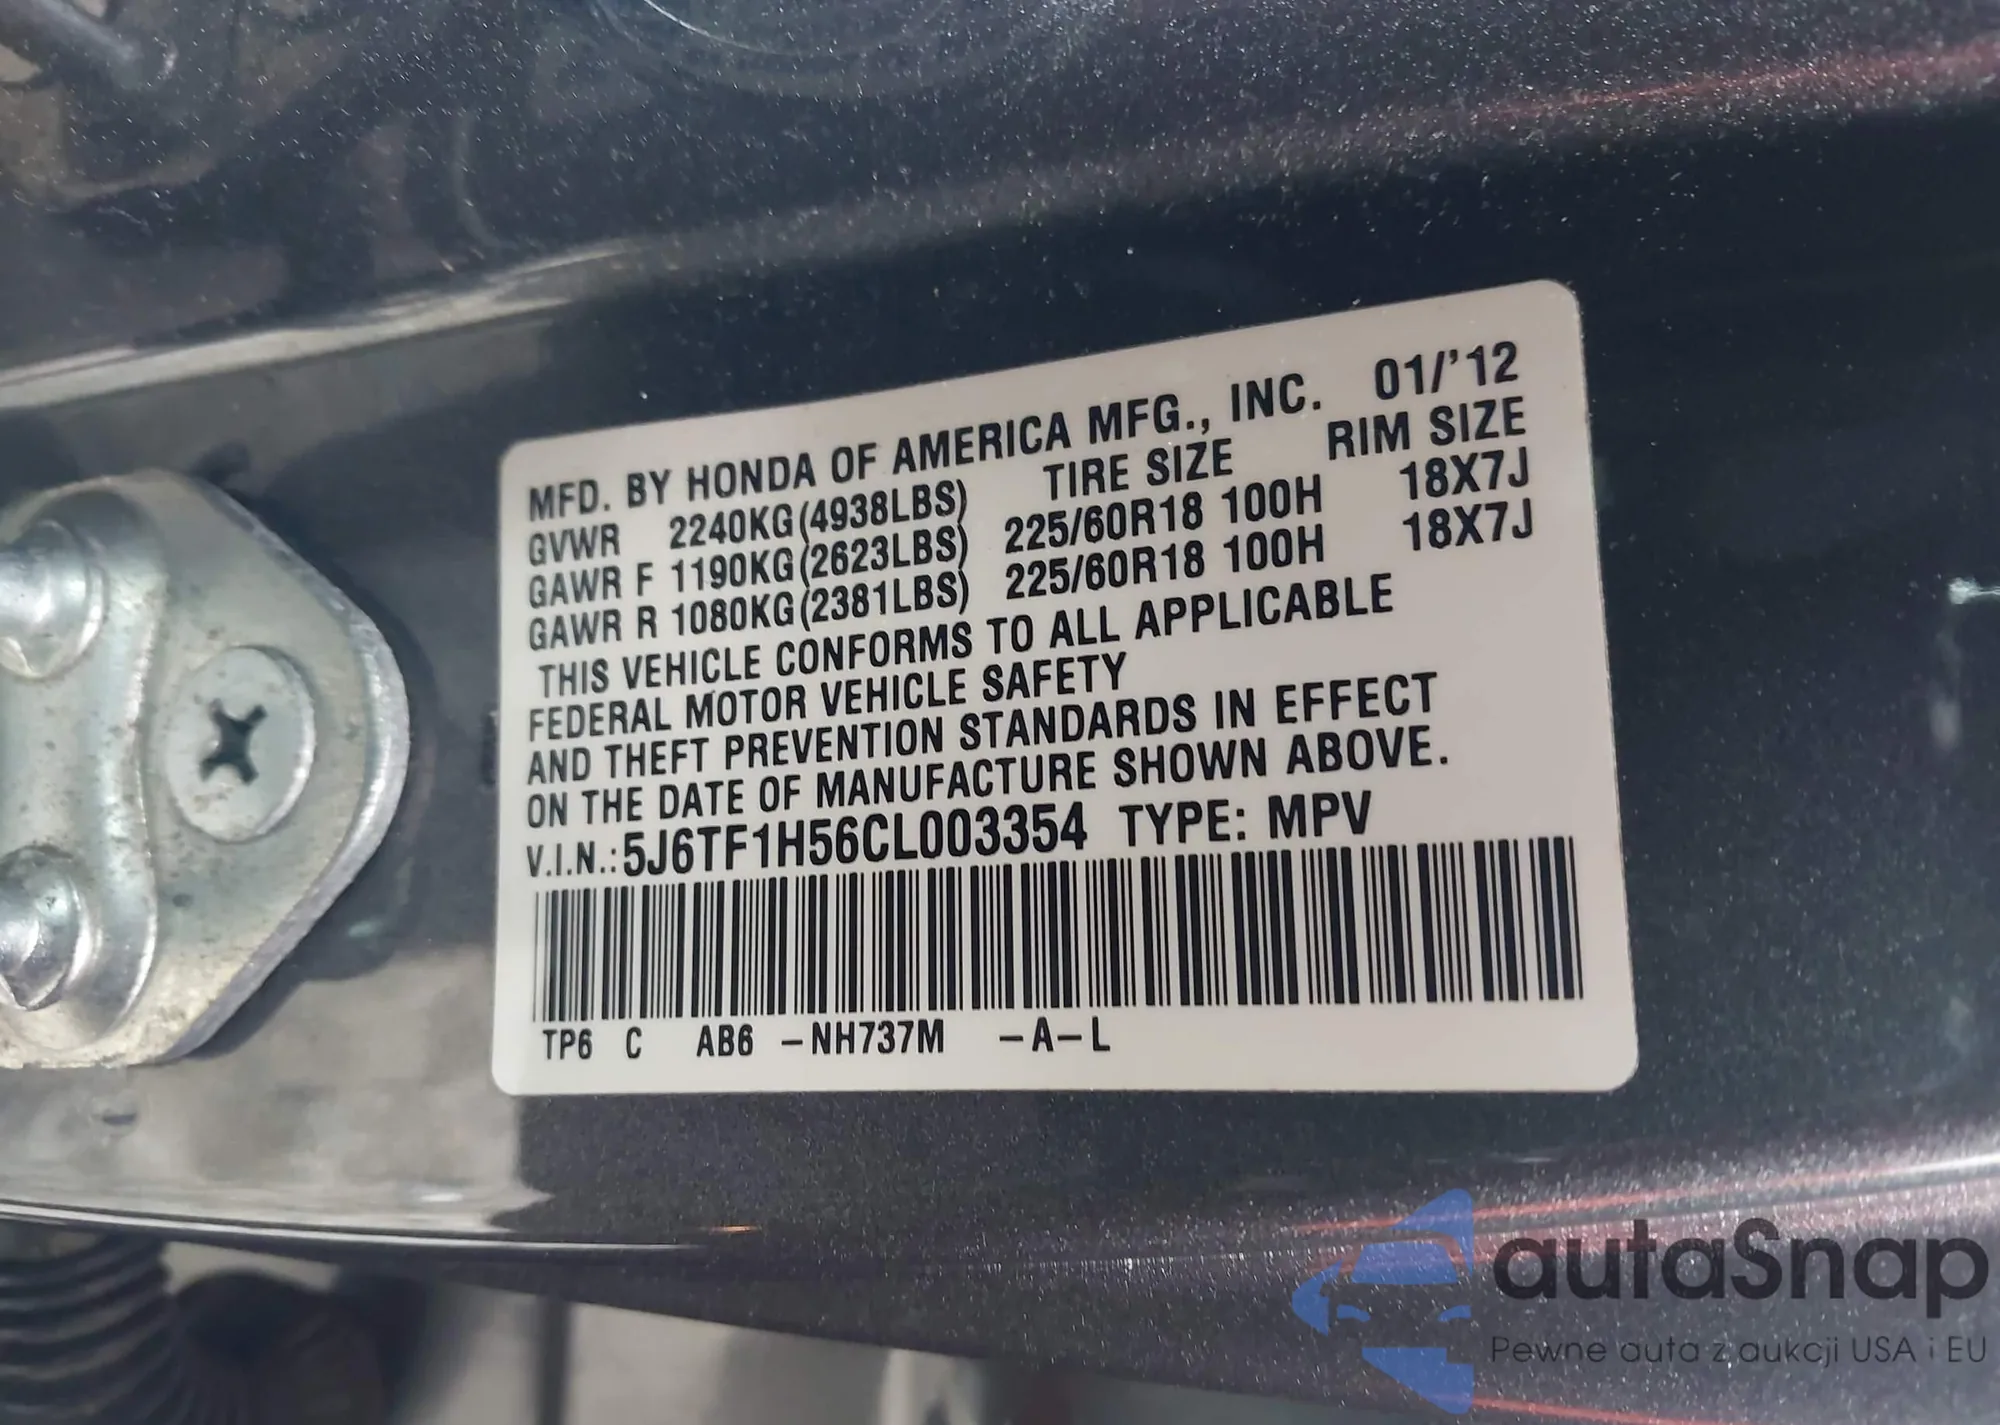 MFD. BY HONDA OF AMERICA MFG., INC. 01/'12
TIRE SIZE RIM SIZE
GVWR 2240KG(4938LBS)
GAWR F 1190KG(2623LBS) 225/60R18 100H 18X7J
GAWR R 1080KG(2381LBS) 225/60R18 100H 18X7J
THIS VEHICLE CONFORMS TO ALL APPLICABLE
FEDERAL MOTOR VEHICLE SAFETY
AND THEFT PREVENTION STANDARDS IN EFFECT
ON THE DATE OF MANUFACTURE SHOWN ABOVE.
V.I.N.:5J6TF1H56CL003354 TYPE: MPV
TP6 C AB6 -NH737M -A-L
autaSnap
Pewne auta z aukcji USA i EU